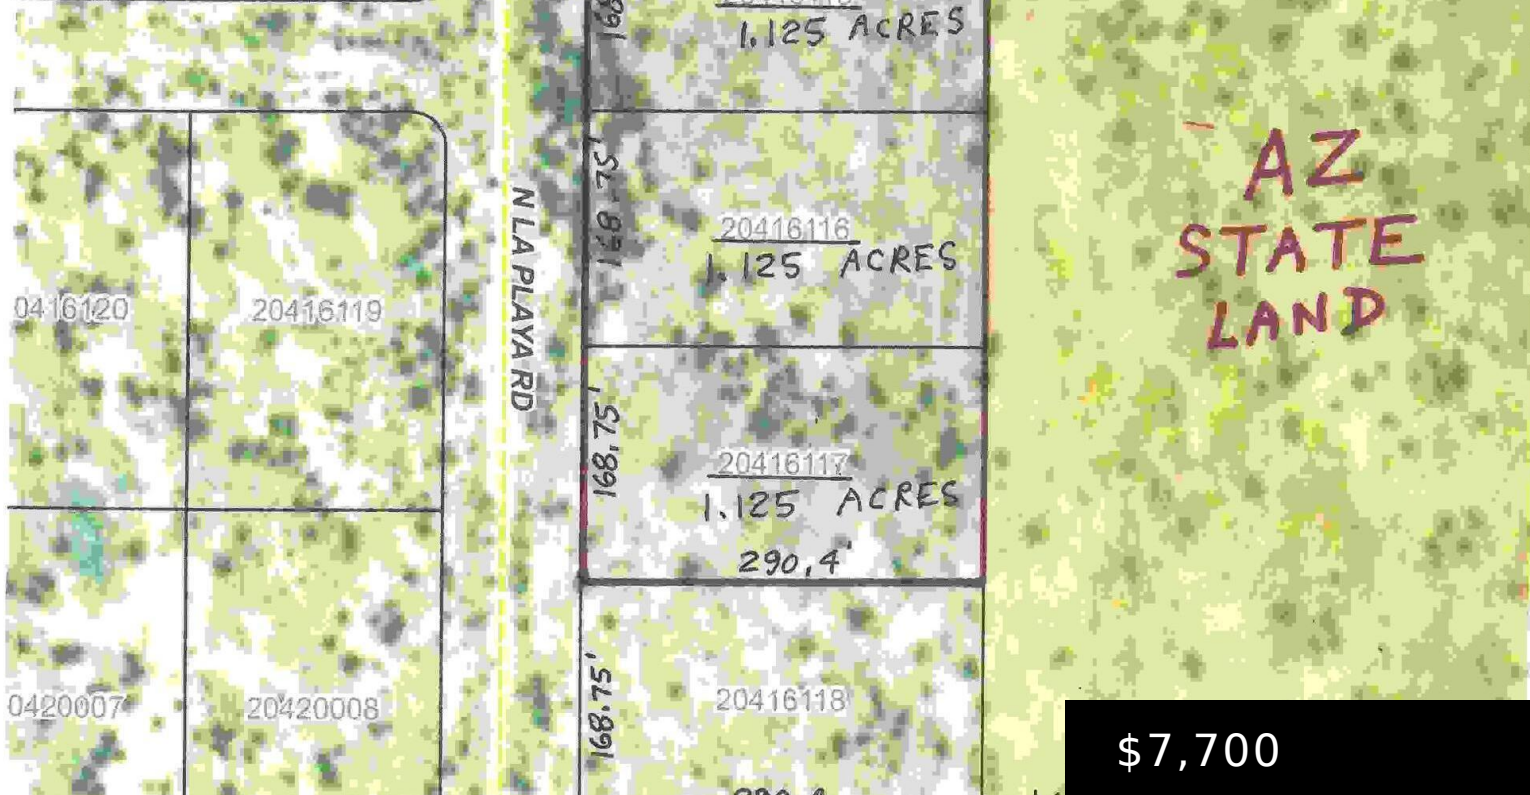 1.125 ACRES
168.75'
20416116
1.125 ACRES
AZ
STATE
LAND
N LA PLAYA RD
0416120
20416119
168.75'
20416117
1.125 ACRES
290.4'
168.75'
0420007
20420008
20416118
$7,700